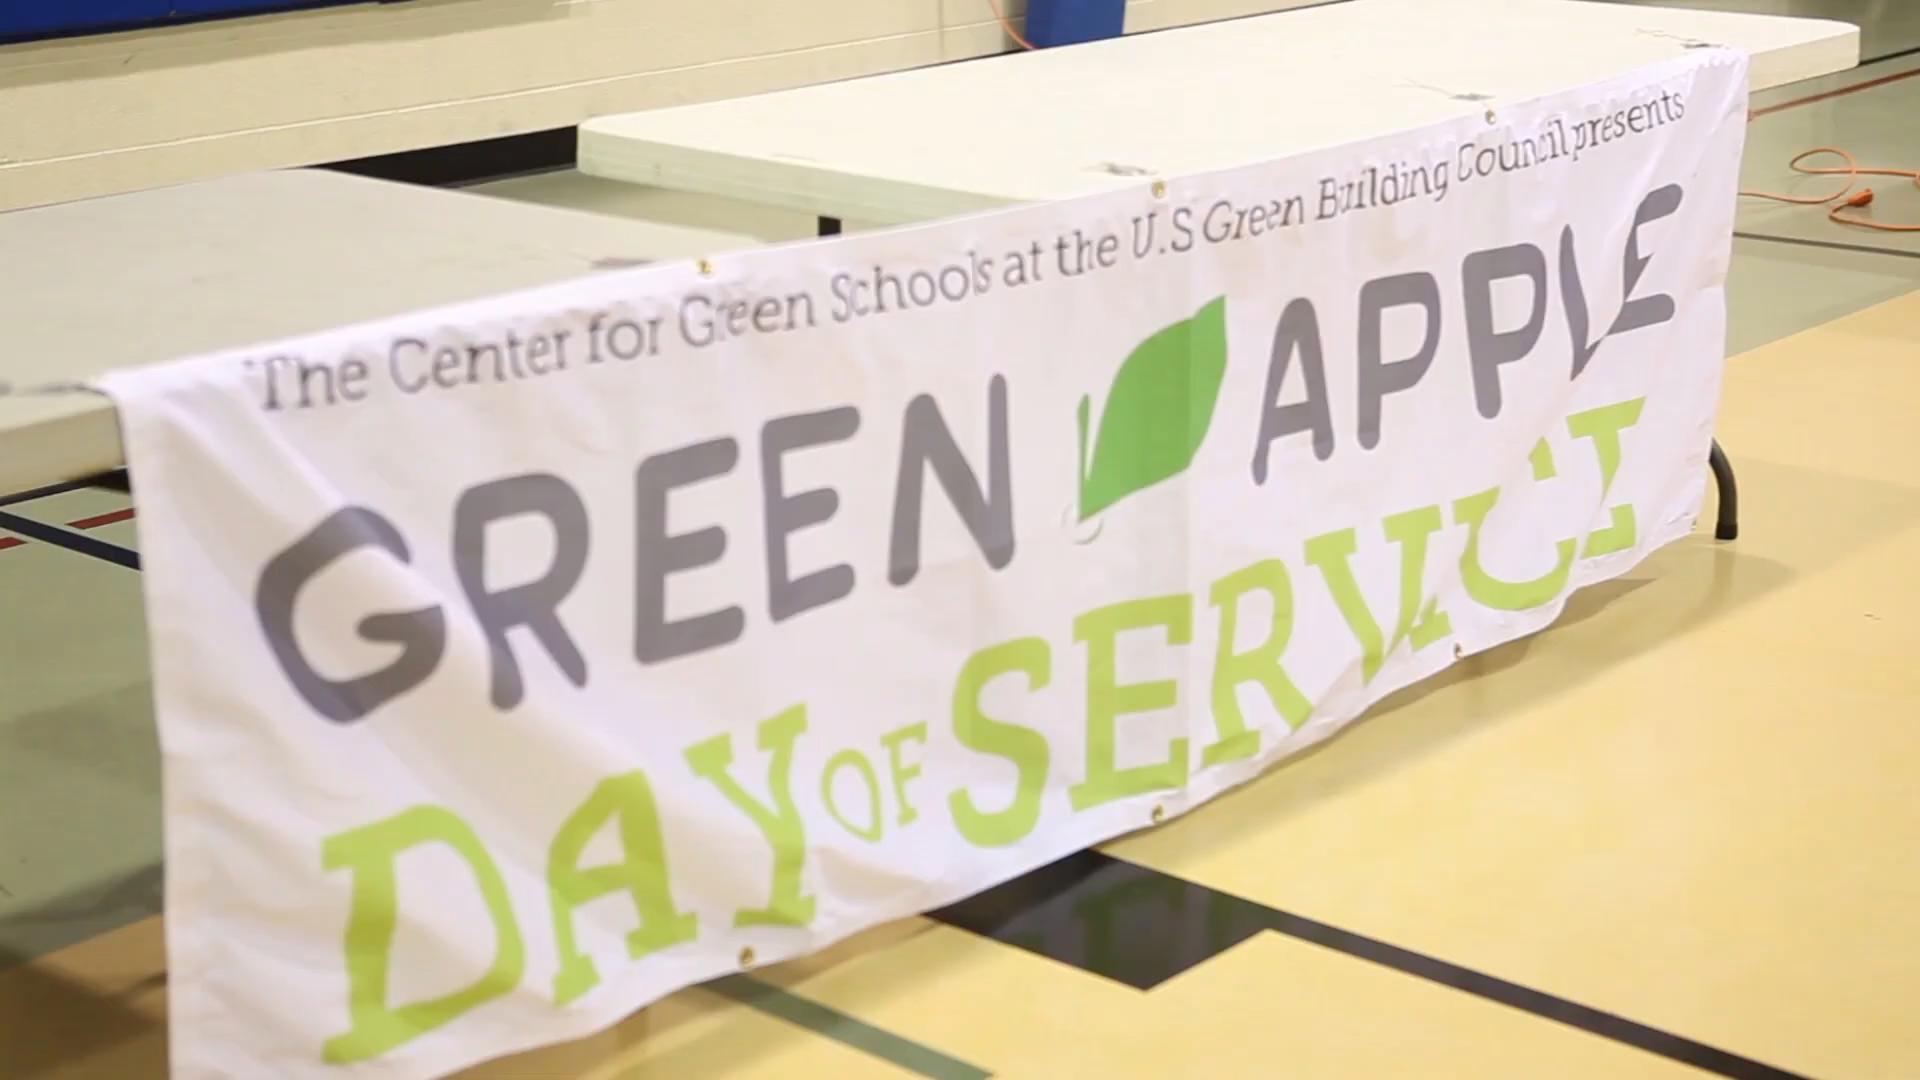 The Center for Green Schools at the U.S Green Building Council presents
GREEN APPLE
DAY OF SERVICE